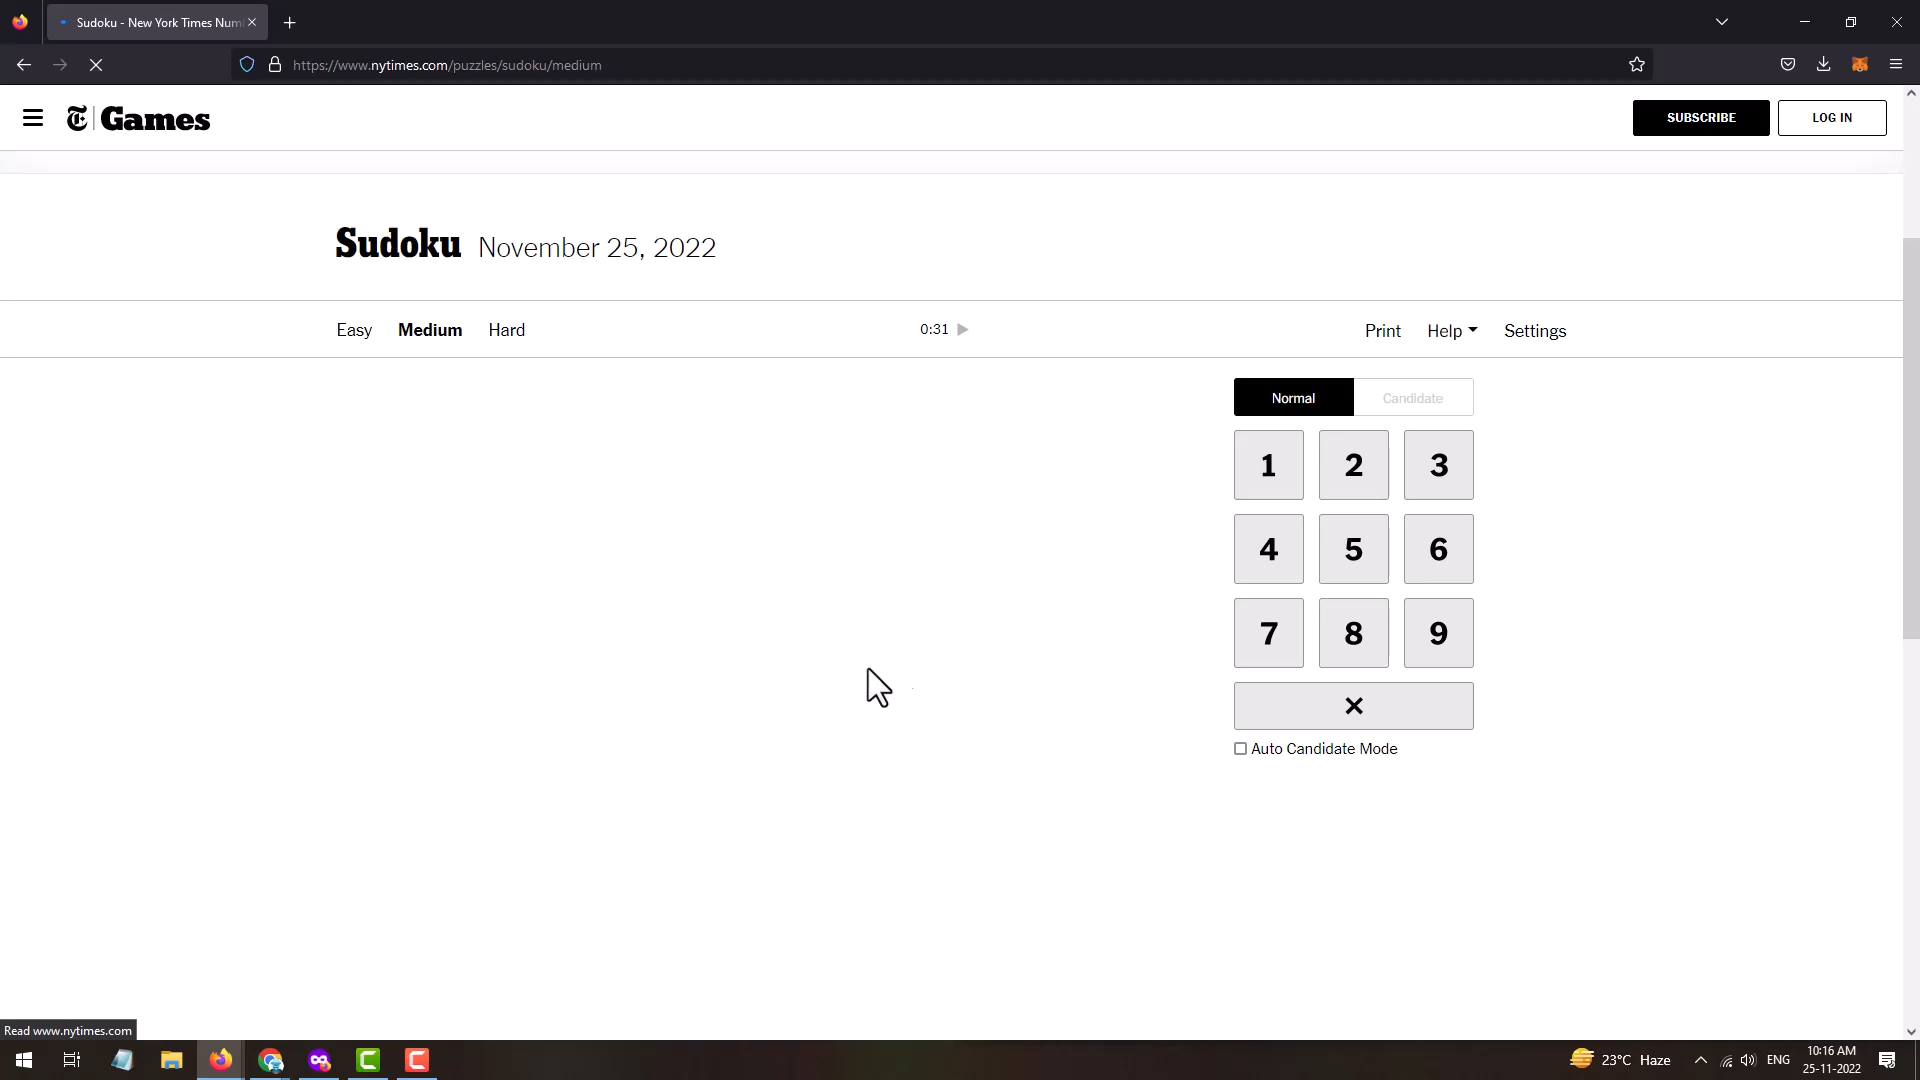 Sudoku - New York Times Num
https://www.nytimes.com/puzzles/sudoku/medium
T Games
SUBSCRIBE
LOG IN
Sudoku November 25, 2022
Easy Medium Hard
0:31
Print Help Settings
Normal Candidate
1 2 3
4 5 6
7 8 9
Auto Candidate Mode
Read www.nytimes.com
23°C Haze
ENG
10:16 AM
25-11-2022